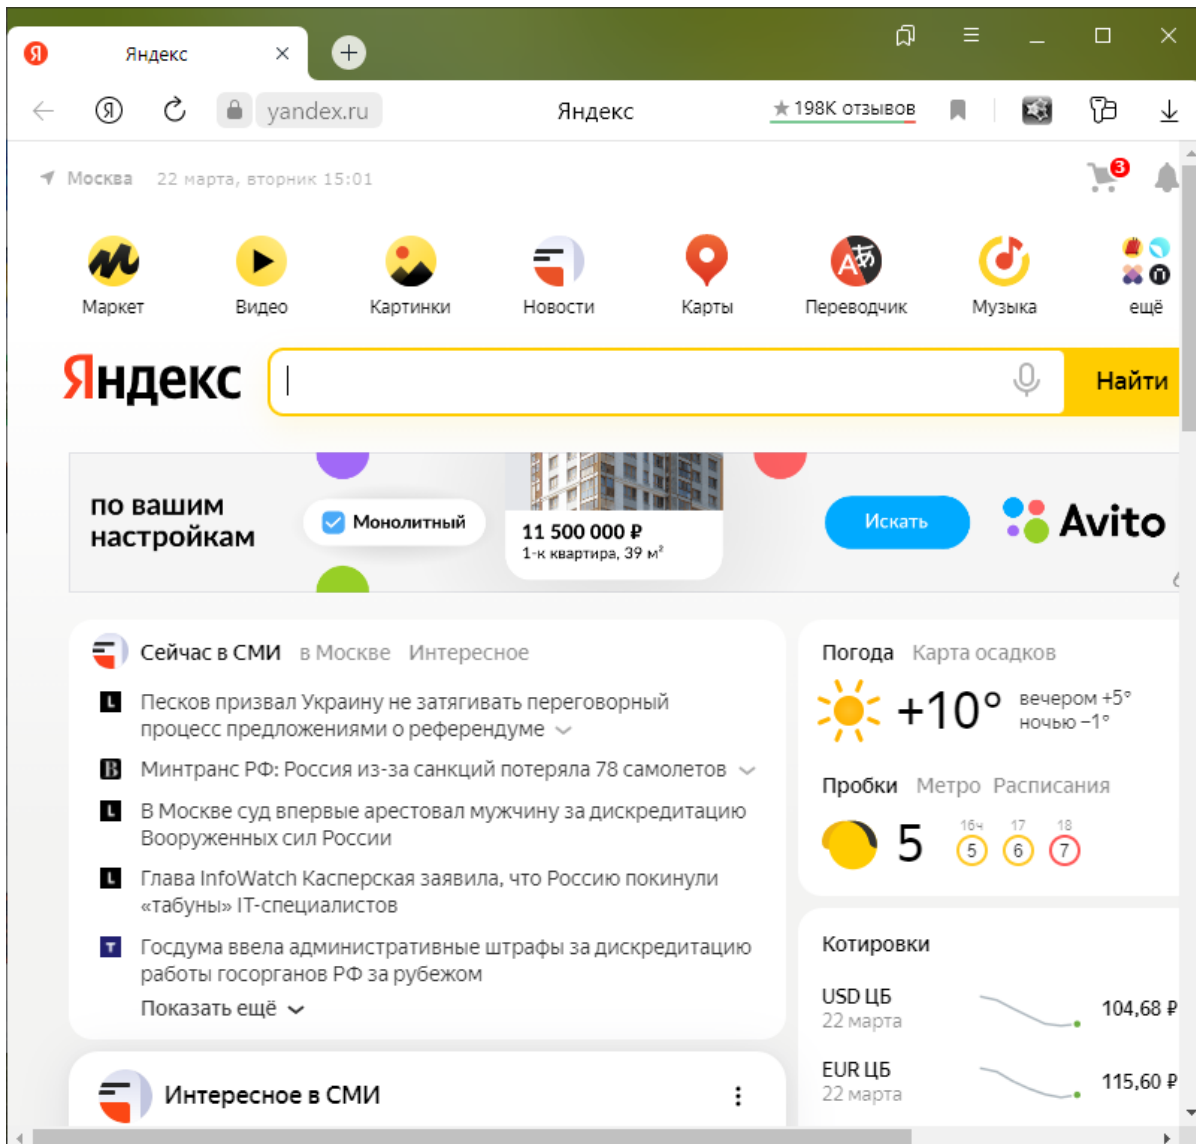 Яндекс
yandex.ru
Яндекс
★ 198K отзывов
Москва 22 марта, вторник 15:01
3
Маркет Видео Картинки Новости Карты Переводчик Музыка ещё
Яндекс
Найти
по вашим
настройкам
Монолитный
11 500 000 ₽
1-к квартира, 39 м²
Искать
Avito
Сейчас в СМИ в Москве Интересное
Песков призвал Украину не затягивать переговорный
процесс предложениями о референдуме
Минтранс РФ: Россия из-за санкций потеряла 78 самолетов
В Москве суд впервые арестовал мужчину за дискредитацию
Вооруженных сил России
Глава InfoWatch Касперская заявила, что Россию покинули
«табуны» IT-специалистов
Госдума ввела административные штрафы за дискредитацию
работы госорганов РФ за рубежом
Показать ещё
Интересное в СМИ
Погода Карта осадков
+10° вечером +5°
ночью −1°
Пробки Метро Расписания
5
16ч 17 18
5 6 7
Котировки
USD ЦБ
22 марта
104,68 ₽
EUR ЦБ
22 марта
115,60 ₽